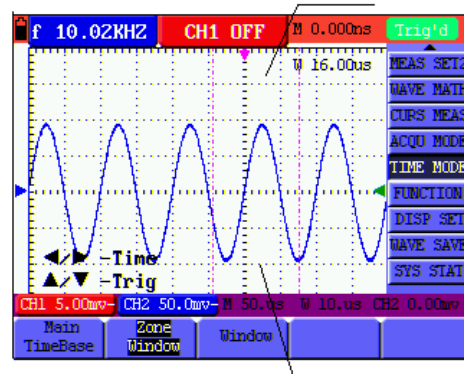 f 10.02KHZ CH1 OFF M 0.000ns Trig'd
W 16.00us
MEAS SET2
WAVE MATH
CURS MEAS
ACQU MODE
TIME MODE
FUNCTION
DISP SET
WAVE SAVE
SYS STAT
◀/▶ -Time
▲/▼ -Trig
CH1 5.00mv- CH2 50.0mv- M 50.us W 10.us CH2 0.00mv
Main TimeBase
Zone Window
Window